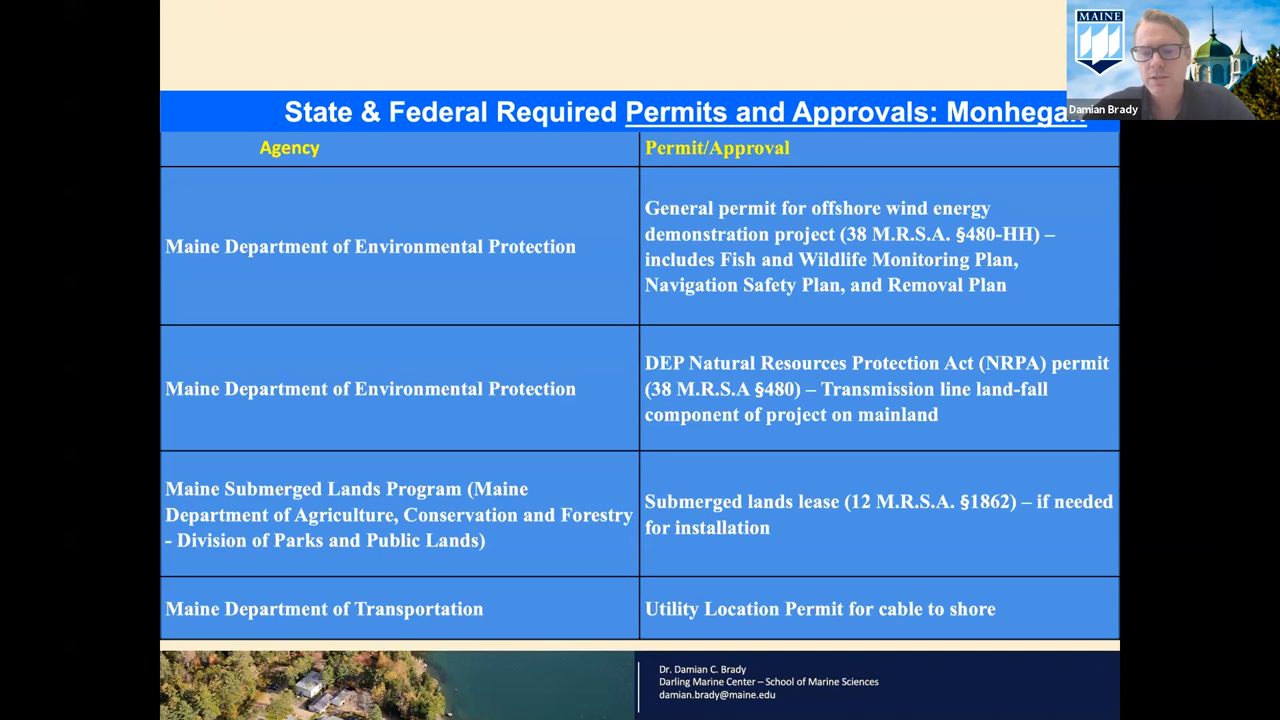 MAINE
Damian Brady
State & Federal Required Permits and Approvals: Monhegan
Agency
Permit/Approval
Maine Department of Environmental Protection
General permit for offshore wind energy
demonstration project (38 M.R.S.A. §480-HH) –
includes Fish and Wildlife Monitoring Plan,
Navigation Safety Plan, and Removal Plan
Maine Department of Environmental Protection
DEP Natural Resources Protection Act (NRPA) permit
(38 M.R.S.A §480) – Transmission line land-fall
component of project on mainland
Maine Submerged Lands Program (Maine
Department of Agriculture, Conservation and Forestry
- Division of Parks and Public Lands)
Submerged lands lease (12 M.R.S.A. §1862) – if needed
for installation
Maine Department of Transportation
Utility Location Permit for cable to shore
Dr. Damian C. Brady
Darling Marine Center – School of Marine Sciences
damian.brady@maine.edu